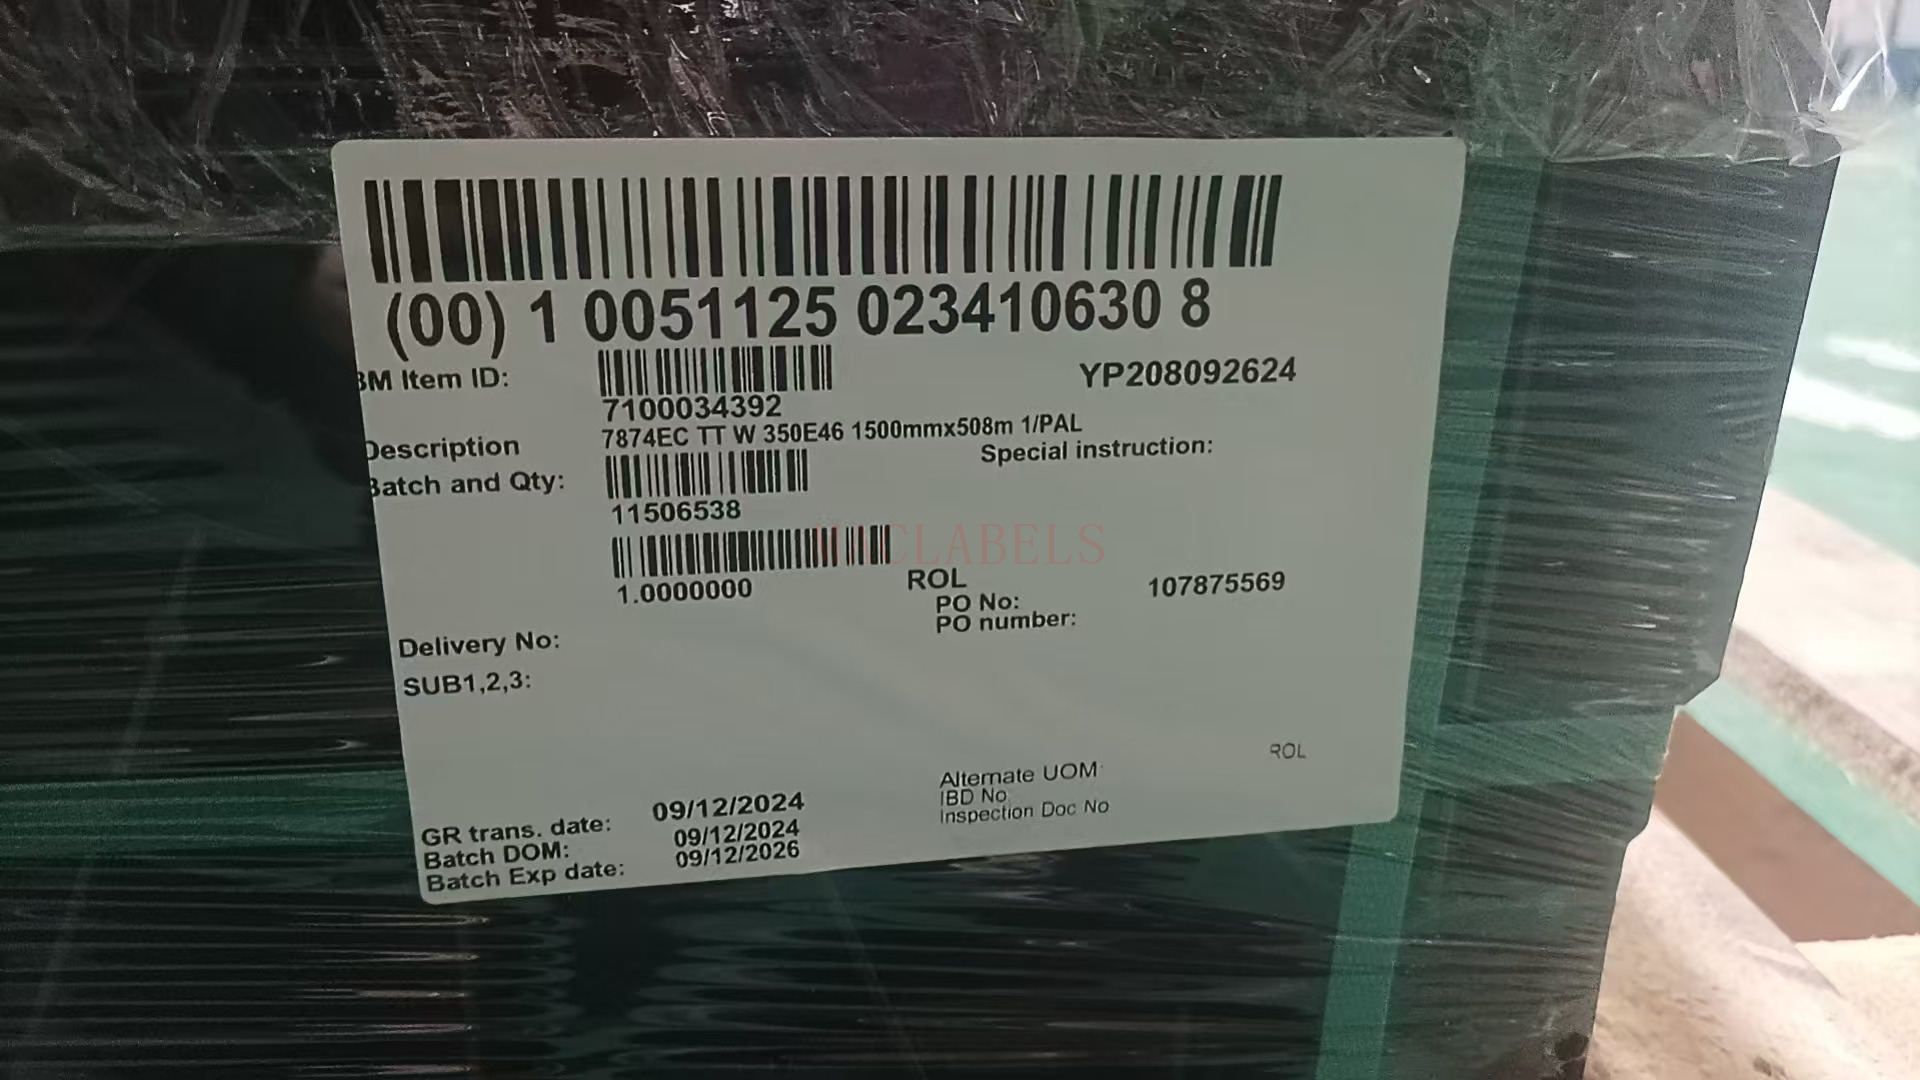 (00) 1 0051125 023410630 8
3M Item ID:
YP208092624
7100034392
Description
7874EC TT W 350E46 1500mmx508m 1/PAL
Special instruction:
Batch and Qty:
11506538
ROL
1.0000000
PO No:
107875569
PO number:
Delivery No:
SUB1,2,3:
ROL
Alternate UOM
IBD No
Inspection Doc No
GR trans. date: 09/12/2024
Batch DOM: 09/12/2024
Batch Exp date: 09/12/2026